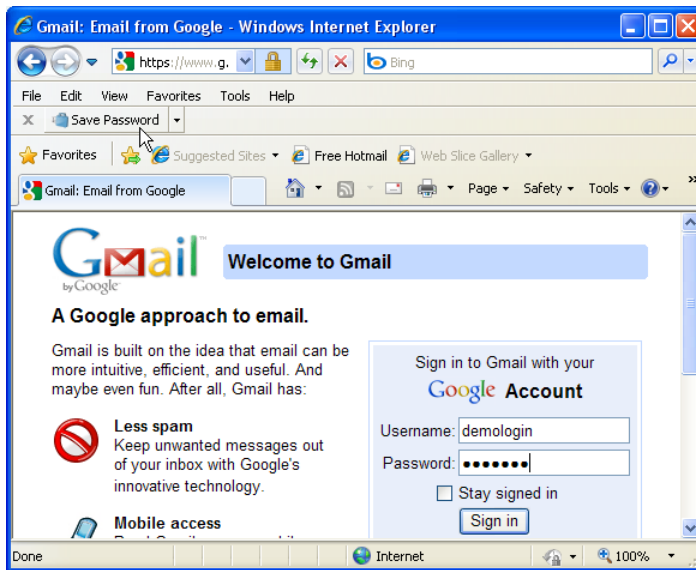 Gmail: Email from Google - Windows Internet Explorer
https://www.g. Bing
File Edit View Favorites Tools Help
X Save Password
Favorites Suggested Sites Free Hotmail Web Slice Gallery
Gmail: Email from Google Page Safety Tools »
Gmail™ Welcome to Gmail
by Google
A Google approach to email.
Gmail is built on the idea that email can be
more intuitive, efficient, and useful. And
maybe even fun. After all, Gmail has:
Less spam
Keep unwanted messages out
of your inbox with Google's
innovative technology.
Mobile access
Sign in to Gmail with your
Google Account
Username: demologin
Password: •••••••
Stay signed in
Sign in
Done Internet 100%